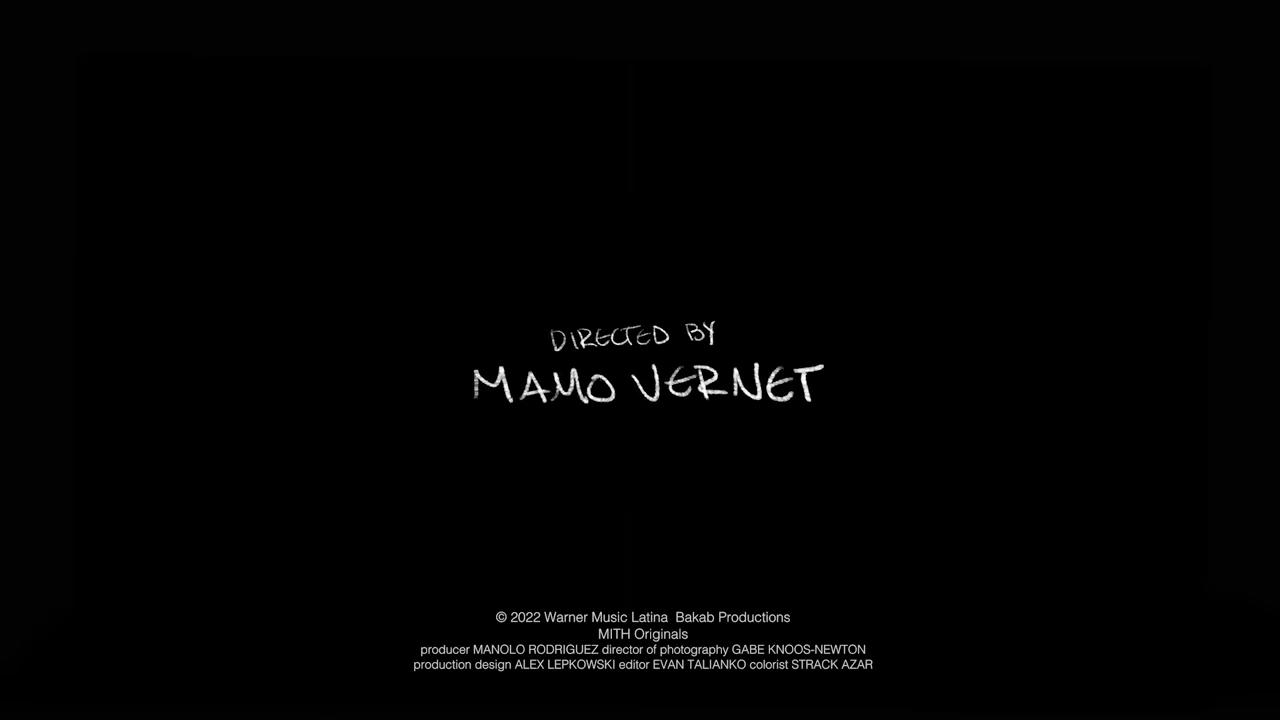 DIRECTED BY
MAMO VERNET
© 2022 Warner Music Latina Bakab Productions
MITH Originals
producer MANOLO RODRIGUEZ director of photography GABE KNOOS-NEWTON
production design ALEX LEPKOWSKI editor EVAN TALIANKO colorist STRACK AZAR